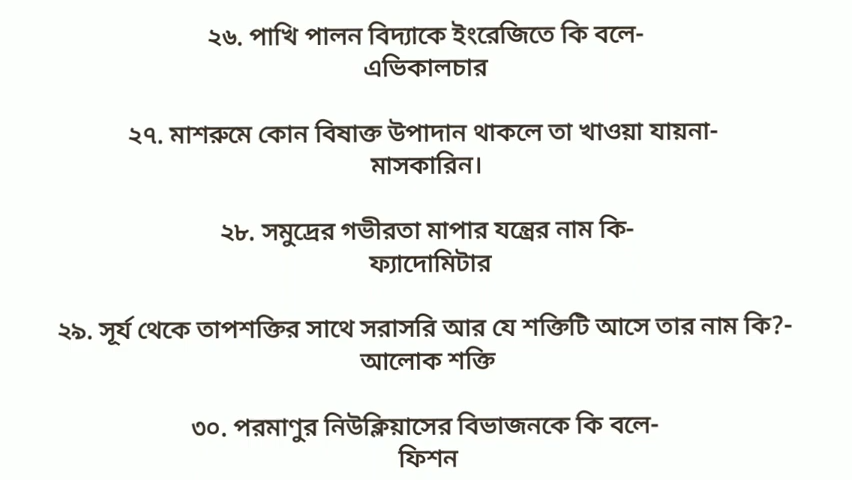 ২৬. পাখি পালন বিদ্যাকে ইংরেজিতে কি বলে-
এভিকালচার
২৭. মাশরুমে কোন বিষাক্ত উপাদান থাকলে তা খাওয়া যায়না-
মাসকারিন।
২৮. সমুদ্রের গভীরতা মাপার যন্ত্রের নাম কি-
ফ্যাদোমিটার
২৯. সূর্য থেকে তাপশক্তির সাথে সরাসরি আর যে শক্তিটি আসে তার নাম কি?-
আলোক শক্তি
৩০. পরমাণুর নিউক্লিয়াসের বিভাজনকে কি বলে-
ফিশন